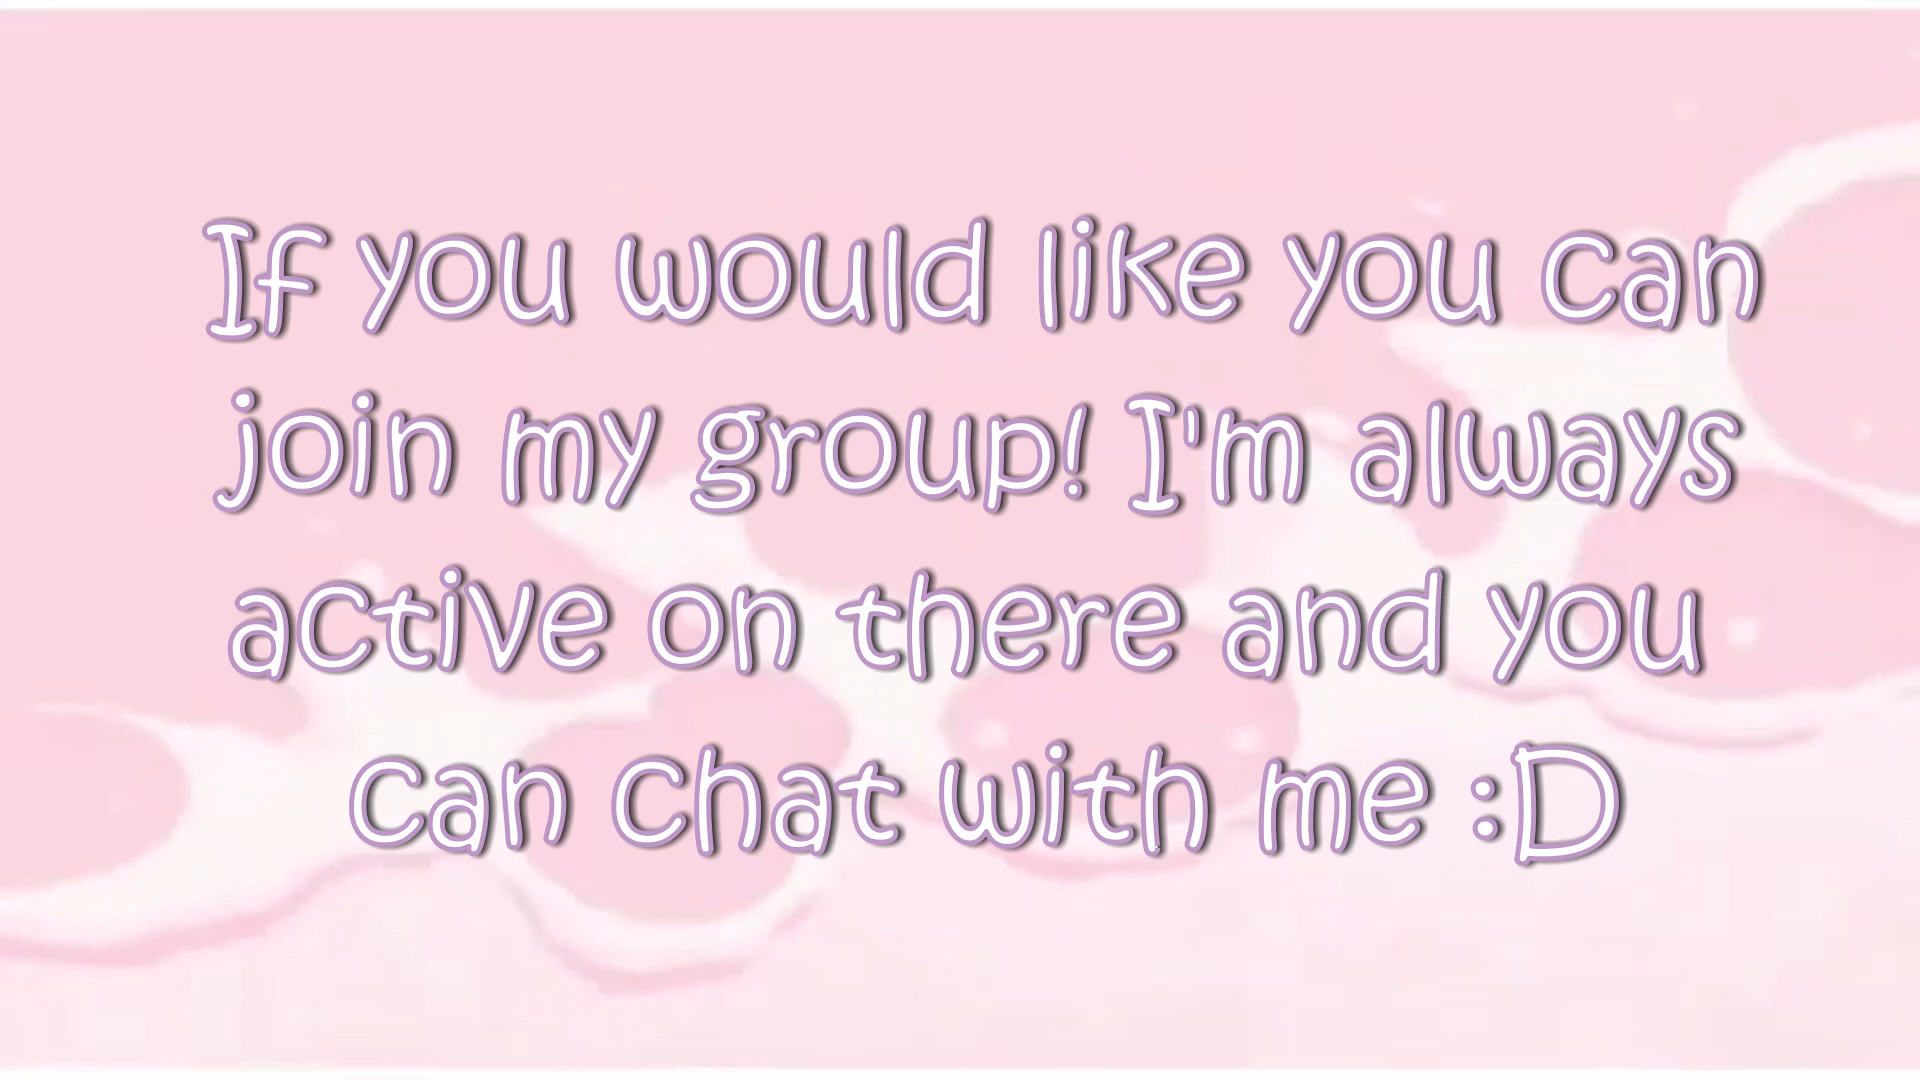 If you would like you can
join my group! I'm always
active on there and you
can chat with me :D